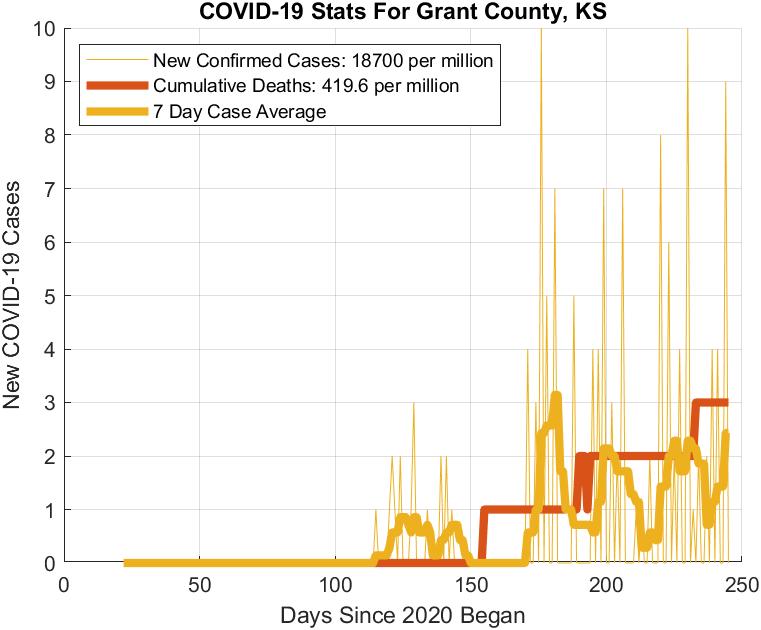 COVID-19 Stats For Grant County, KS
New Confirmed Cases: 18700 per million
Cumulative Deaths: 419.6 per million
7 Day Case Average
New COVID-19 Cases
10
9
8
7
6
5
4
3
2
1
0
0 50 100 150 200 250
Days Since 2020 Began